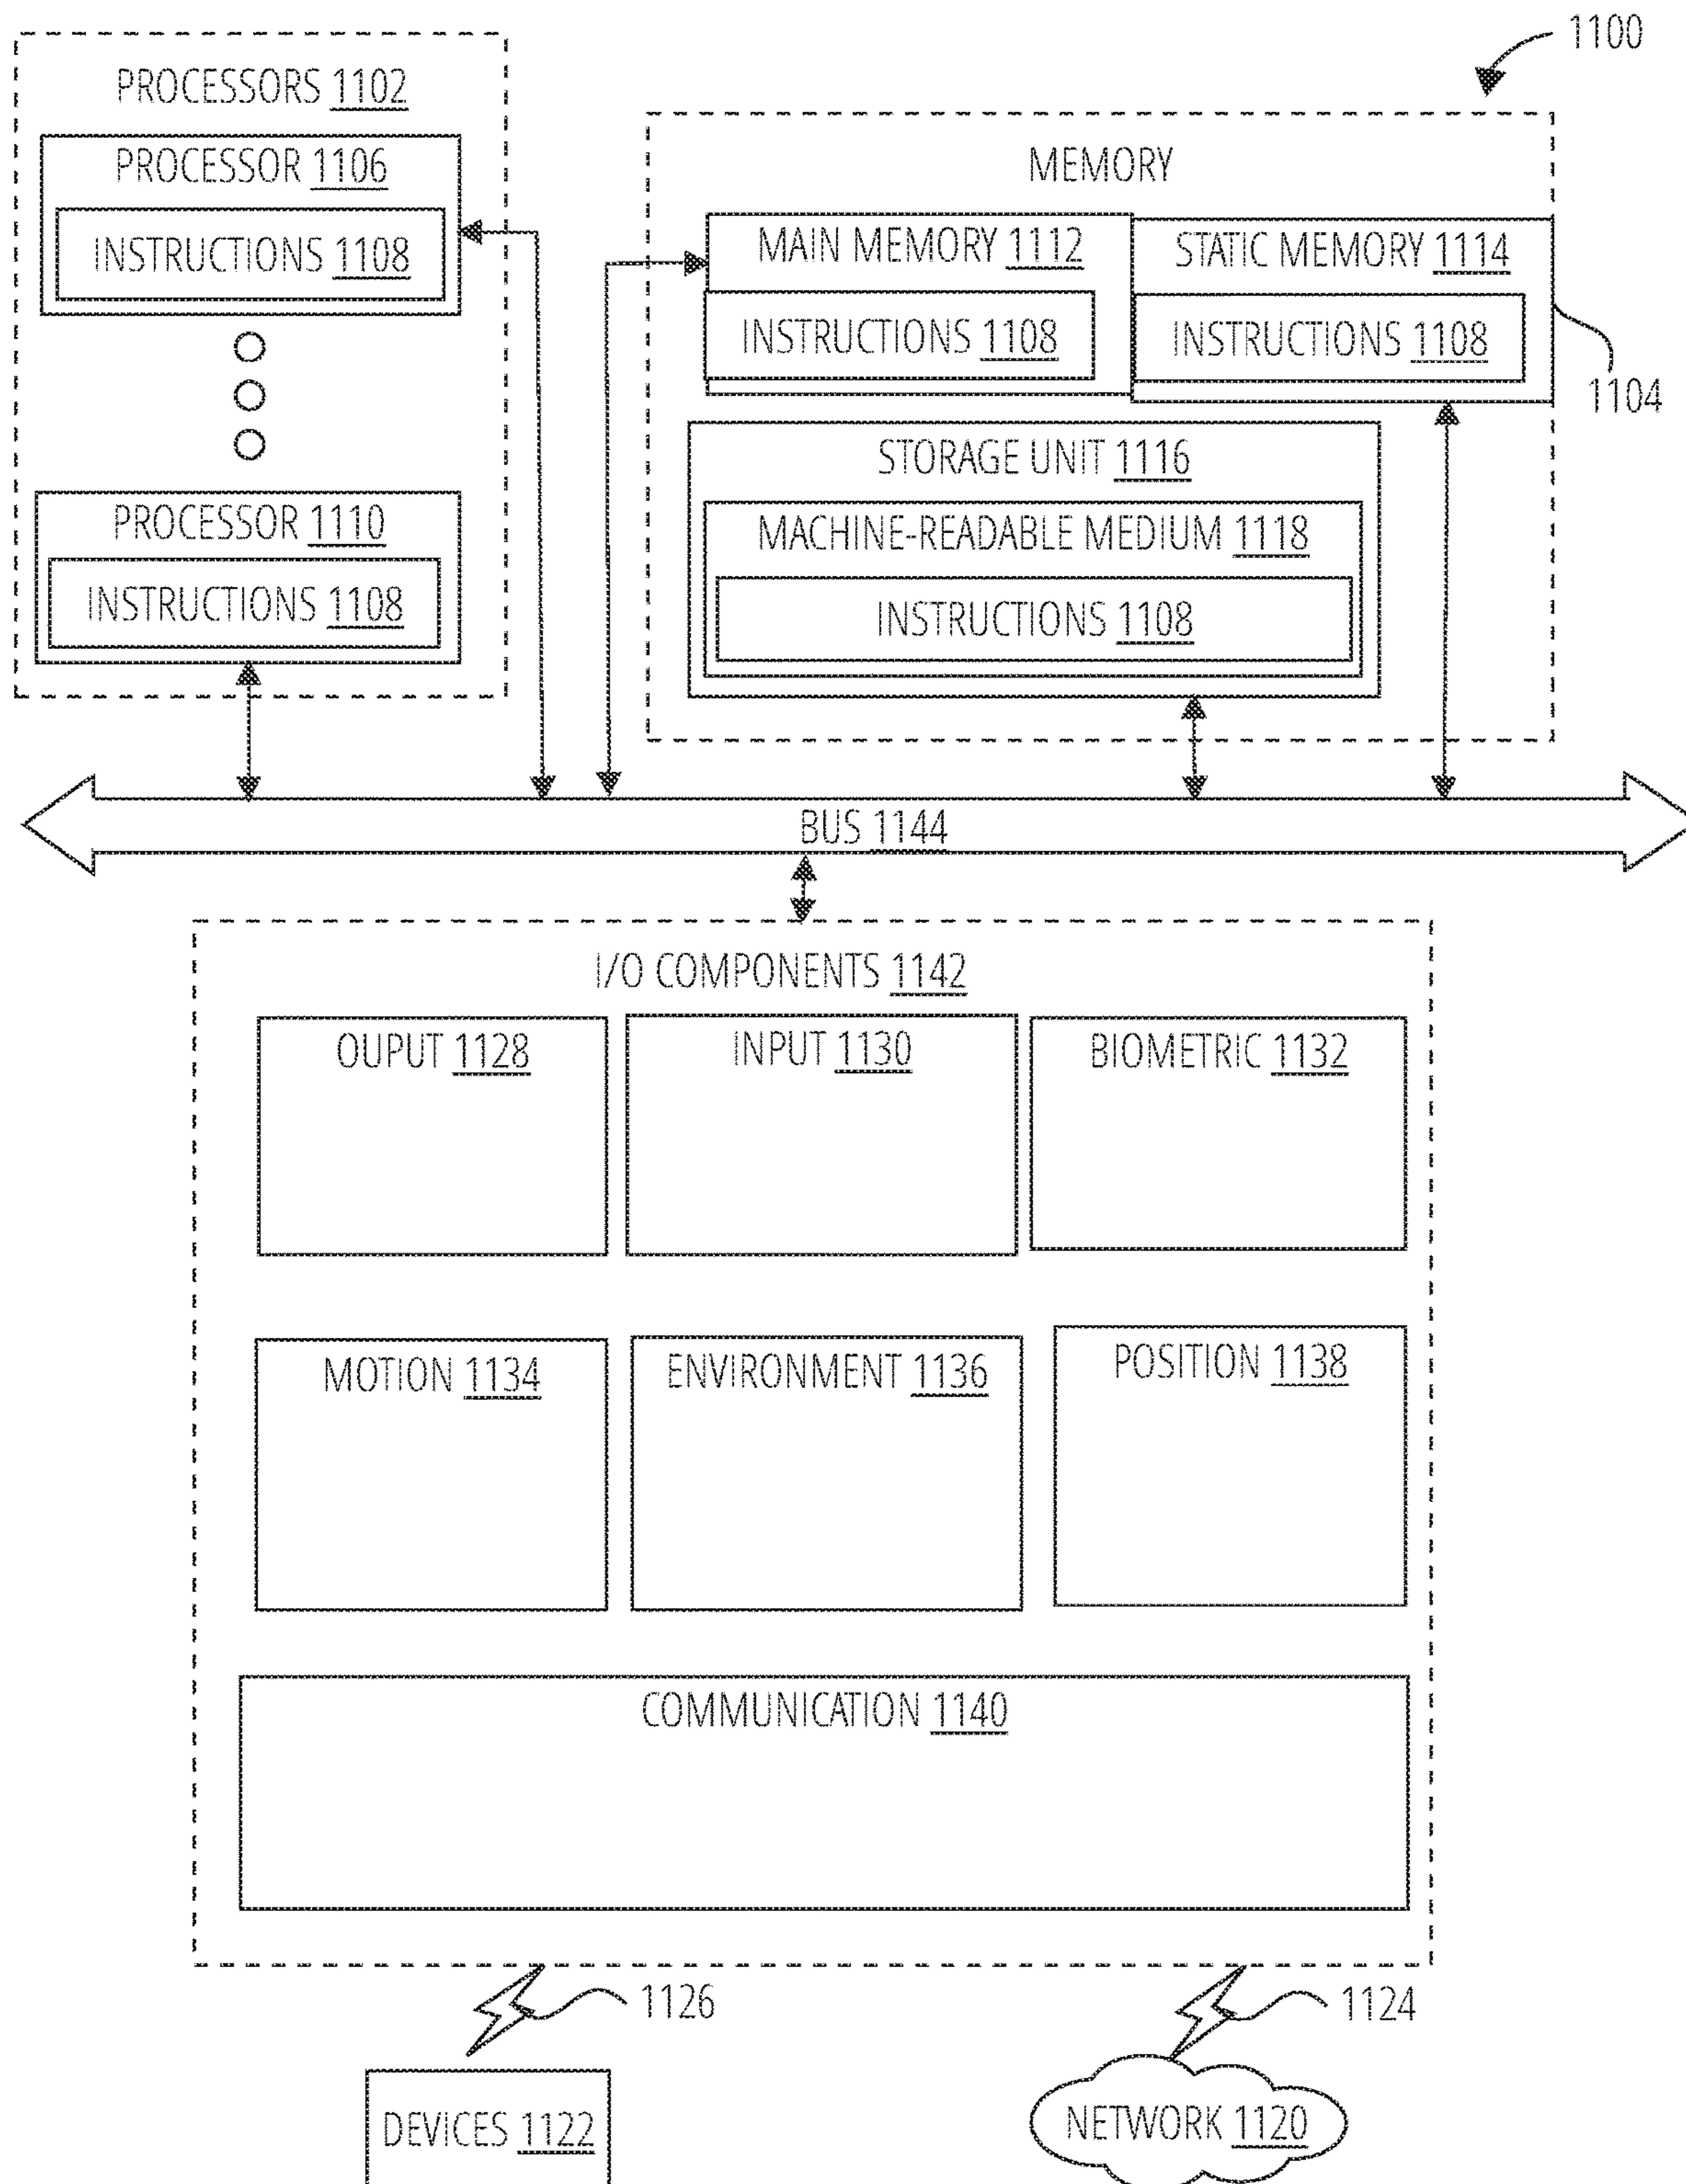 1100
PROCESSORS 1102
PROCESSOR 1106
INSTRUCTIONS 1108
PROCESSOR 1110
INSTRUCTIONS 1108
MEMORY
MAIN MEMORY 1112
INSTRUCTIONS 1108
STATIC MEMORY 1114
INSTRUCTIONS 1108
1104
STORAGE UNIT 1116
MACHINE-READABLE MEDIUM 1118
INSTRUCTIONS 1108
BUS 1144
I/O COMPONENTS 1142
OUPUT 1128
INPUT 1130
BIOMETRIC 1132
MOTION 1134
ENVIRONMENT 1136
POSITION 1138
COMMUNICATION 1140
1126
1124
DEVICES 1122
NETWORK 1120